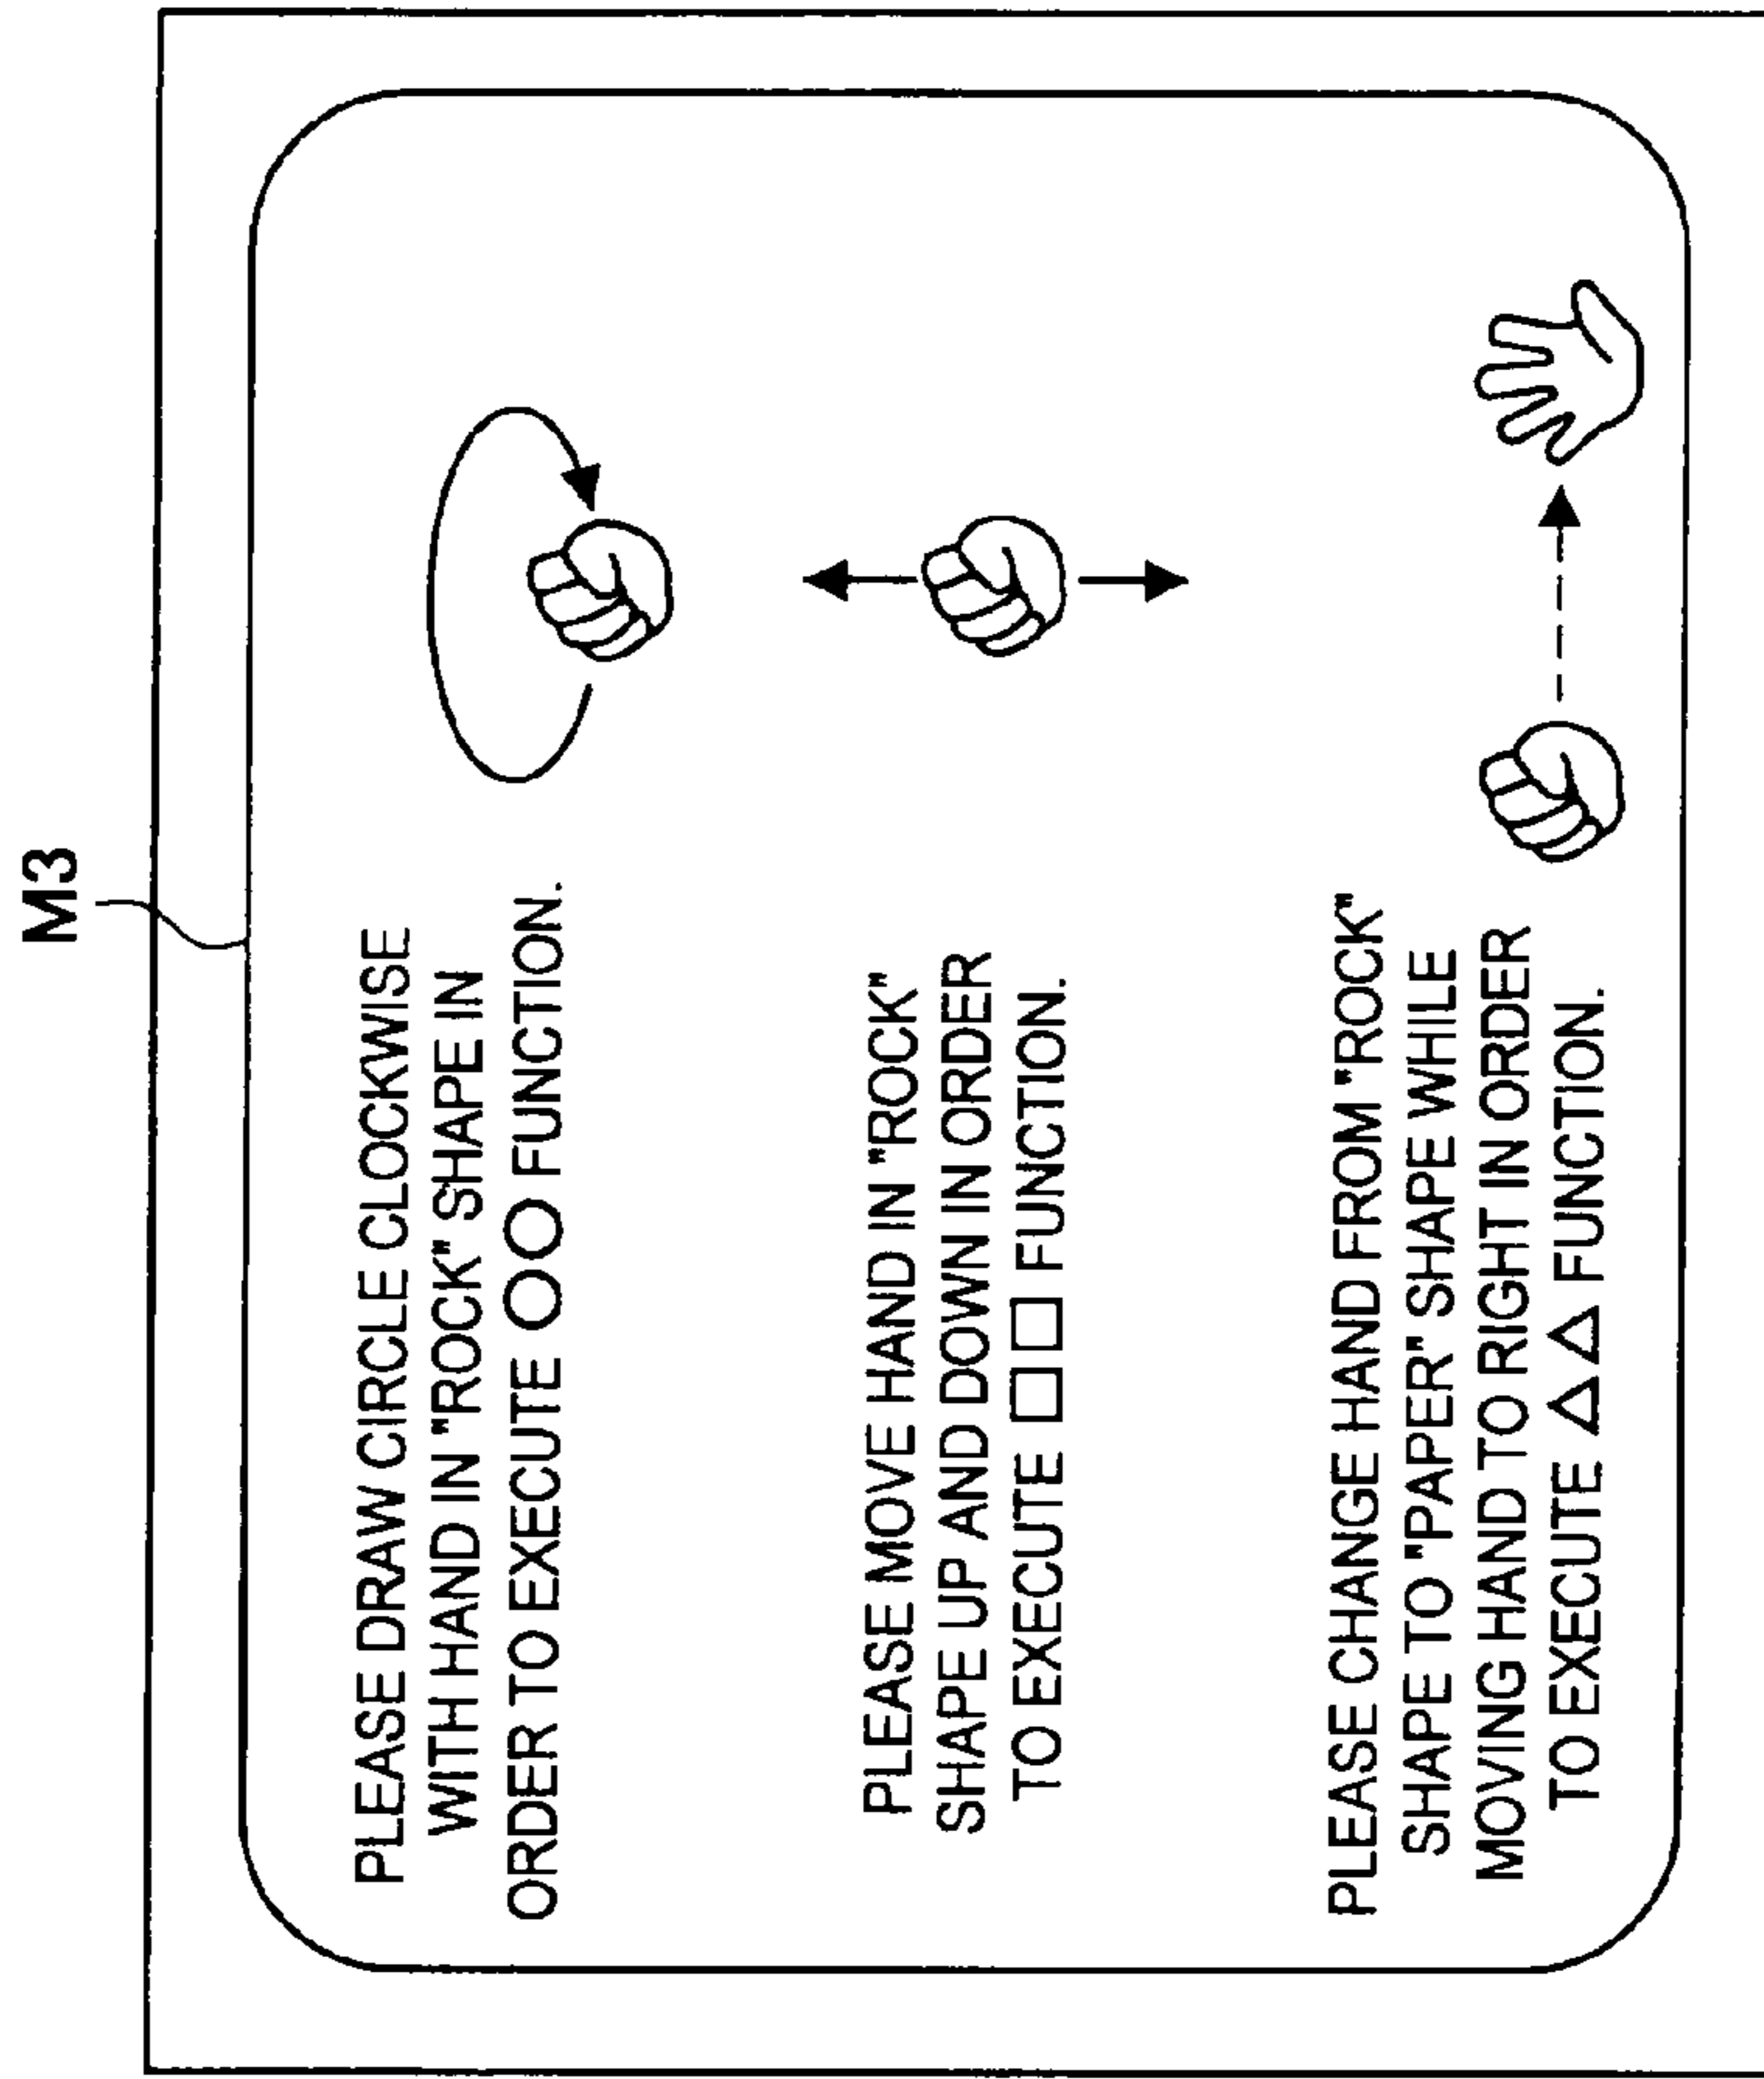 M3
PLEASE DRAW CIRCLE CLOCKWISE
WITH HAND IN "ROCK" SHAPE IN
ORDER TO EXECUTE ○○ FUNCTION.
PLEASE MOVE HAND IN "ROCK"
SHAPE UP AND DOWN IN ORDER
TO EXECUTE □□ FUNCTION.
PLEASE CHANGE HAND FROM "ROCK"
SHAPE TO "PAPER" SHAPE WHILE
MOVING HAND TO RIGHT IN ORDER
TO EXECUTE △△ FUNCTION.